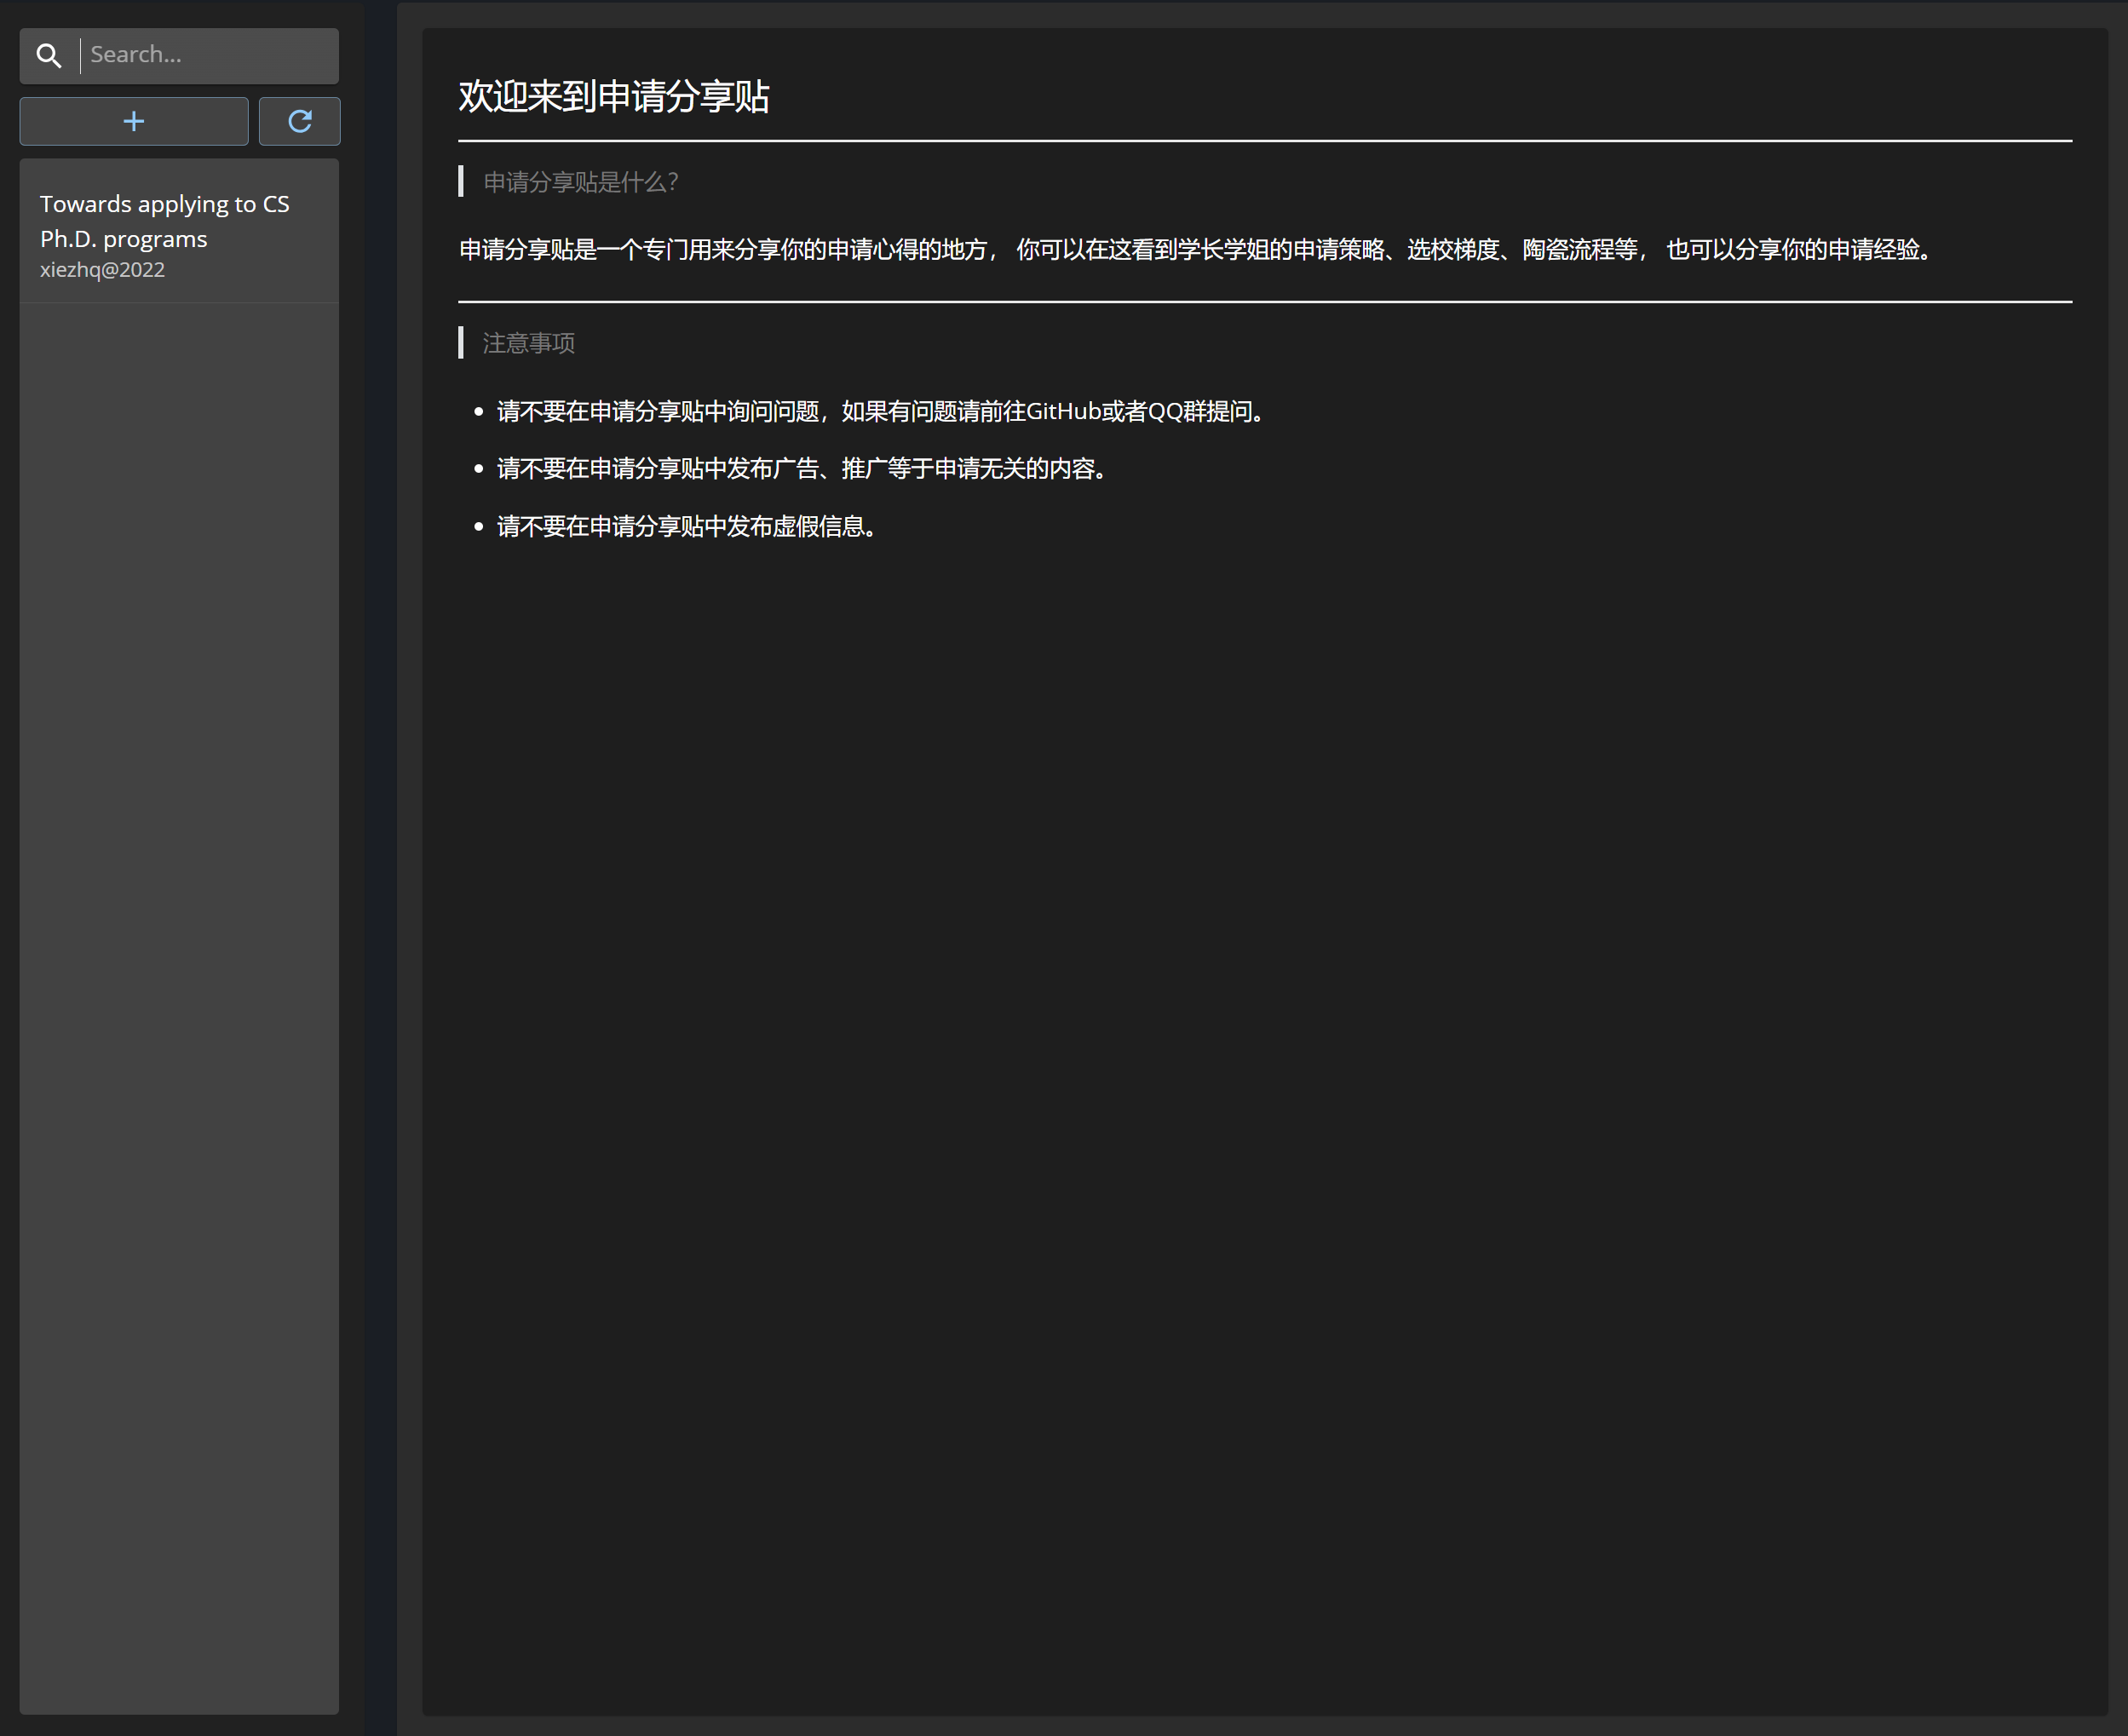 Search...
Towards applying to CS
Ph.D. programs
xiezhq@2022
欢迎来到申请分享贴
申请分享贴是什么？
申请分享贴是一个专门用来分享你的申请心得的地方， 你可以在这看到学长学姐的申请策略、选校梯度、陶瓷流程等， 也可以分享你的申请经验。
注意事项
请不要在申请分享贴中询问问题，如果有问题请前往GitHub或者QQ群提问。
请不要在申请分享贴中发布广告、推广等于申请无关的内容。
请不要在申请分享贴中发布虚假信息。